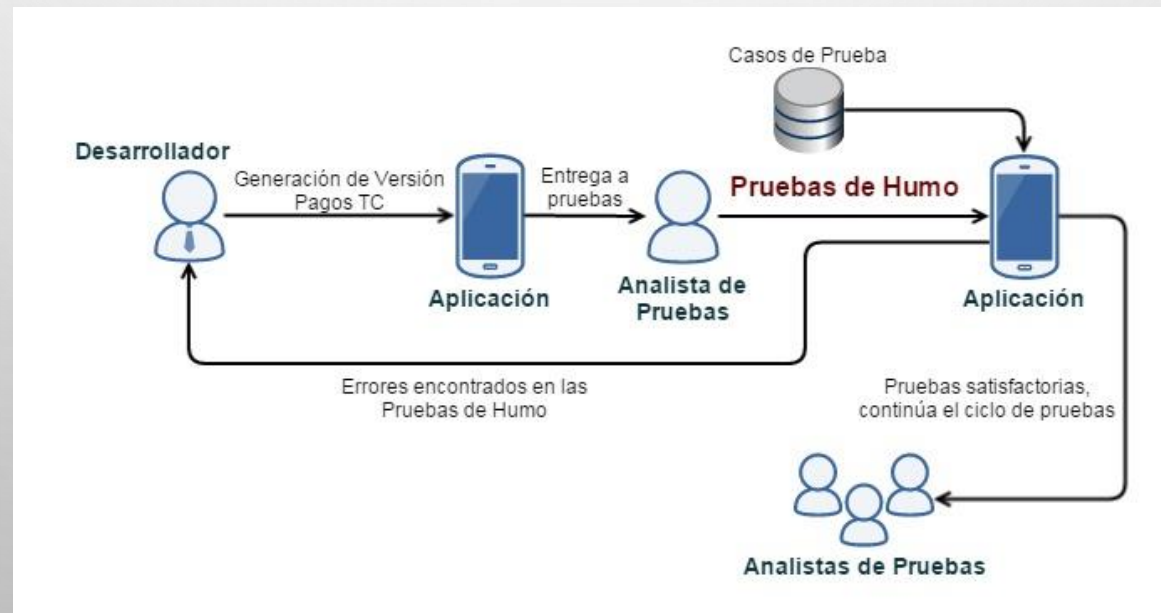 Casos de Prueba
Desarrollador
Generación de Versión
Pagos TC
Entrega a
pruebas
Pruebas de Humo
Aplicación
Analista de
Pruebas
Aplicación
Errores encontrados en las
Pruebas de Humo
Pruebas satisfactorias,
continúa el ciclo de pruebas
Analistas de Pruebas